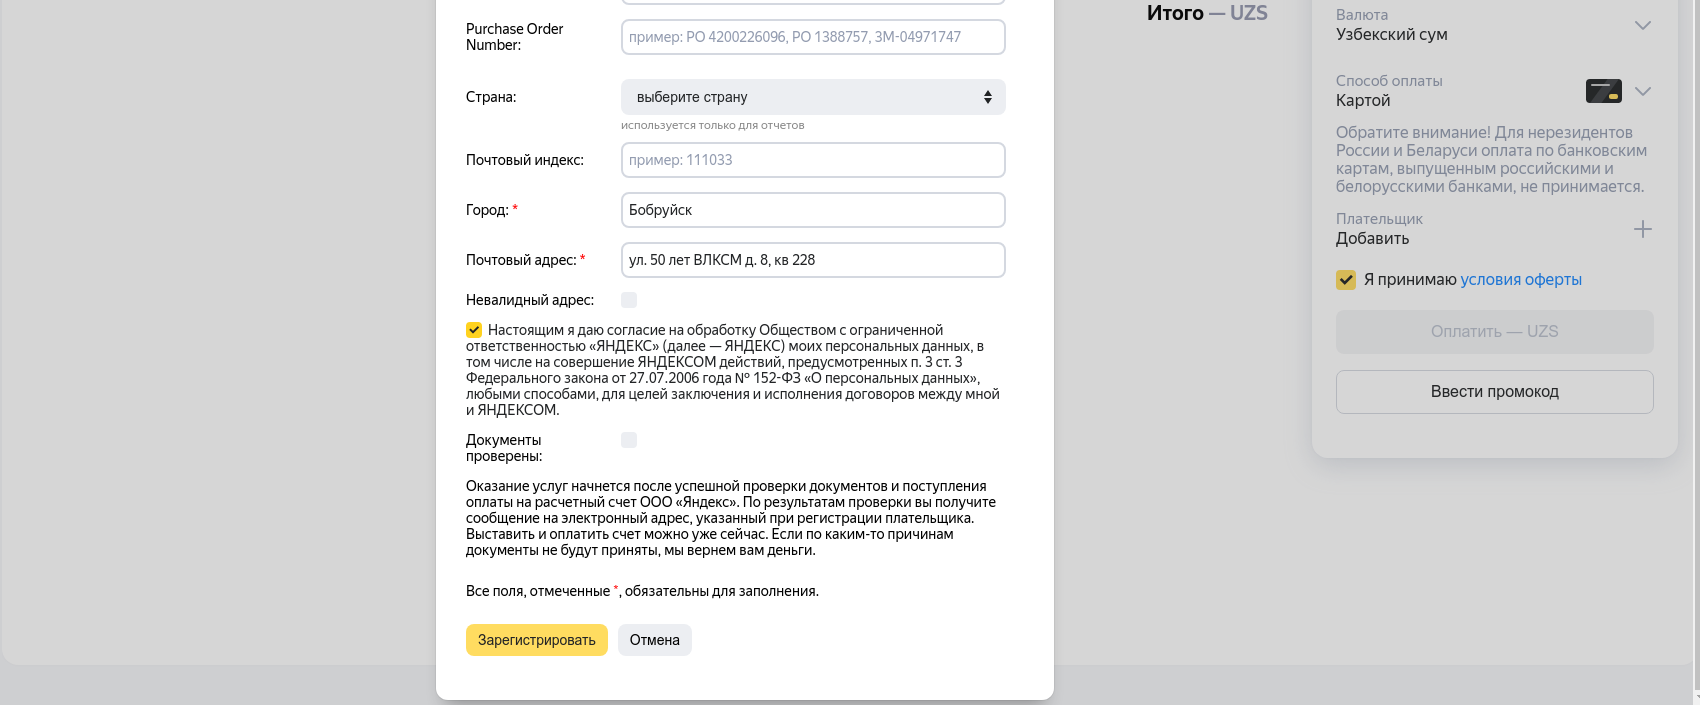 Purchase Order
Number:
пример: PO 4200226096, PO 1388757, ЗМ-04971747
Страна:
выберите страну
используется только для отчетов
Почтовый индекс:
пример: 111033
Город: *
Бобруйск
Почтовый адрес: *
ул. 50 лет ВЛКСМ д. 8, кв 228
Невалидный адрес:
Настоящим я даю согласие на обработку Обществом с ограниченной
ответственностью «ЯНДЕКС» (далее — ЯНДЕКС) моих персональных данных, в
том числе на совершение ЯНДЕКСОМ действий, предусмотренных п. 3 ст. 3
Федерального закона от 27.07.2006 года № 152-ФЗ «О персональных данных»,
любыми способами, для целей заключения и исполнения договоров между мной
и ЯНДЕКСОМ.
Документы
проверены:
Оказание услуг начнется после успешной проверки документов и поступления
оплаты на расчетный счет ООО «Яндекс». По результатам проверки вы получите
сообщение на электронный адрес, указанный при регистрации плательщика.
Выставить и оплатить счет можно уже сейчас. Если по каким-то причинам
документы не будут приняты, мы вернем вам деньги.
Все поля, отмеченные *, обязательны для заполнения.
Зарегистрировать
Отмена
Итого — UZS
Валюта
Узбекский сум
Способ оплаты
Картой
Обратите внимание! Для нерезидентов
России и Беларуси оплата по банковским
картам, выпущенным российскими и
белорусскими банками, не принимается.
Плательщик
Добавить
Я принимаю условия оферты
Оплатить — UZS
Ввести промокод